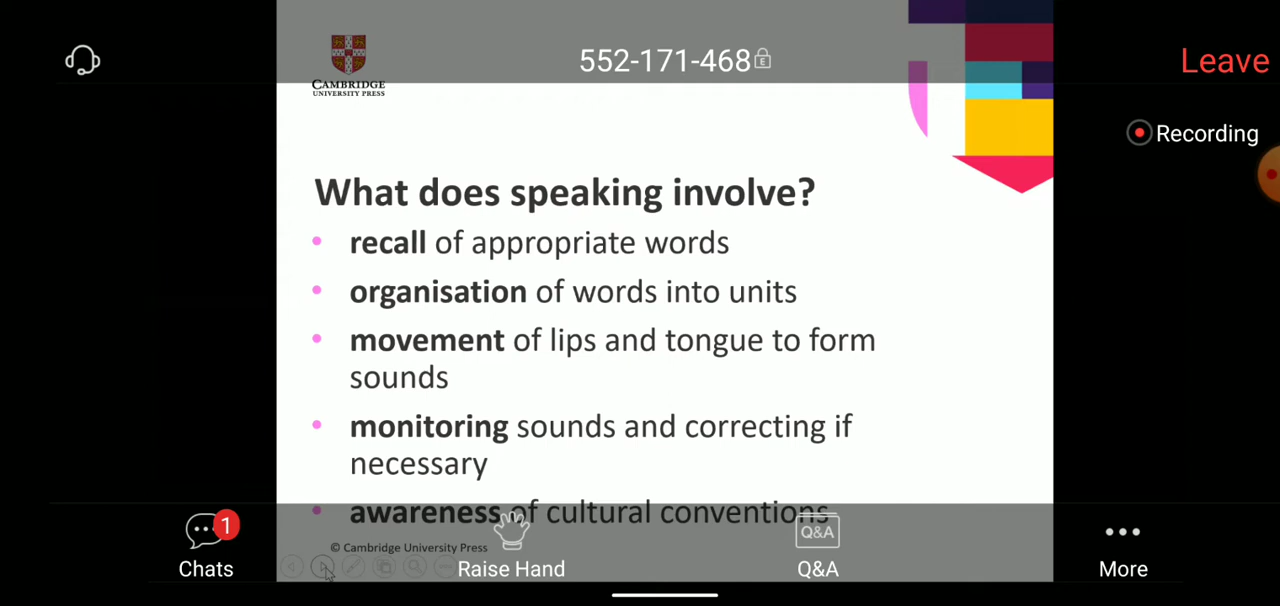 552-171-468
Leave
CAMBRIDGE
UNIVERSITY PRESS
Recording
What does speaking involve?
• recall of appropriate words
• organisation of words into units
• movement of lips and tongue to form
sounds
• monitoring sounds and correcting if
necessary
• awareness of cultural conventions
© Cambridge University Press
1
Q&A
Chats
Raise Hand
Q&A
More